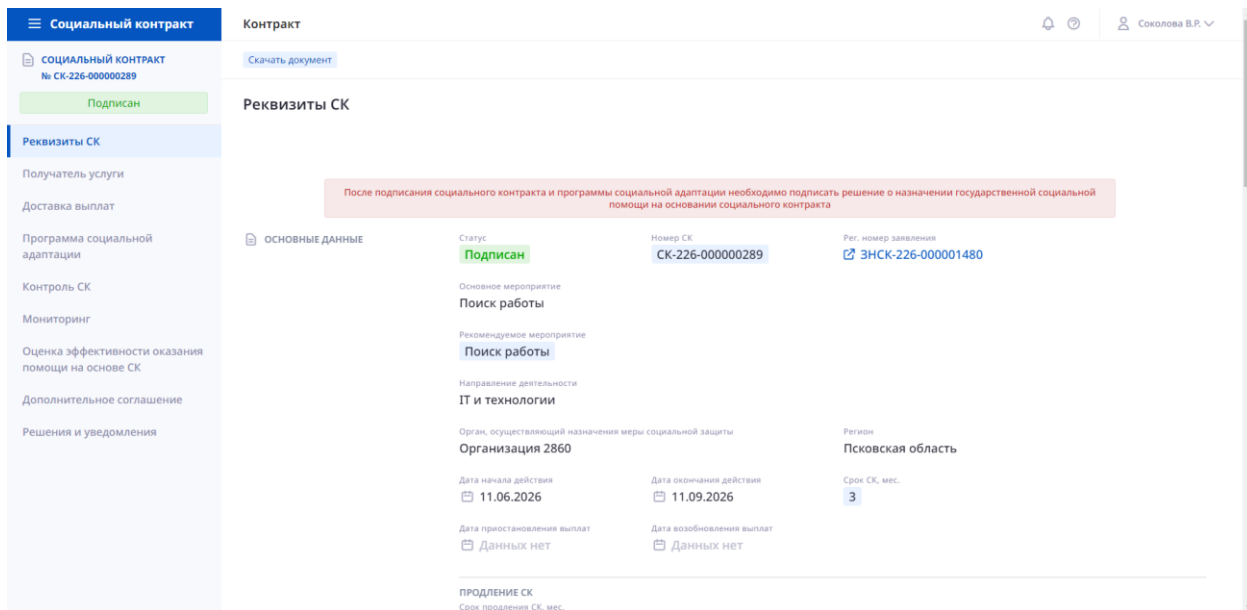 Социальный контракт
Контракт
Соколова В.Р.
СОЦИАЛЬНЫЙ КОНТРАКТ
№ СК-226-000000289
Подписан
Реквизиты СК
Получатель услуги
Доставка выплат
Программа социальной
адаптации
Контроль СК
Мониторинг
Оценка эффективности оказания
помощи на основе СК
Дополнительное соглашение
Решения и уведомления
Скачать документ
Реквизиты СК
После подписания социального контракта и программы социальной адаптации необходимо подписать решение о назначении государственной социальной
помощи на основании социального контракта
ОСНОВНЫЕ ДАННЫЕ
Статус
Подписан
Номер СК
СК-226-000000289
Рег. номер заявления
ЗНСК-226-000001480
Основное мероприятие
Поиск работы
Рекомендуемое мероприятие
Поиск работы
Направление деятельности
IT и технологии
Орган, осуществляющий назначения меры социальной защиты
Организация 2860
Регион
Псковская область
Дата начала действия
11.06.2026
Дата окончания действия
11.09.2026
Срок СК, мес.
3
Дата приостановления выплат
Данных нет
Дата возобновления выплат
Данных нет
ПРОДЛЕНИЕ СК
Срок продления СК, мес.